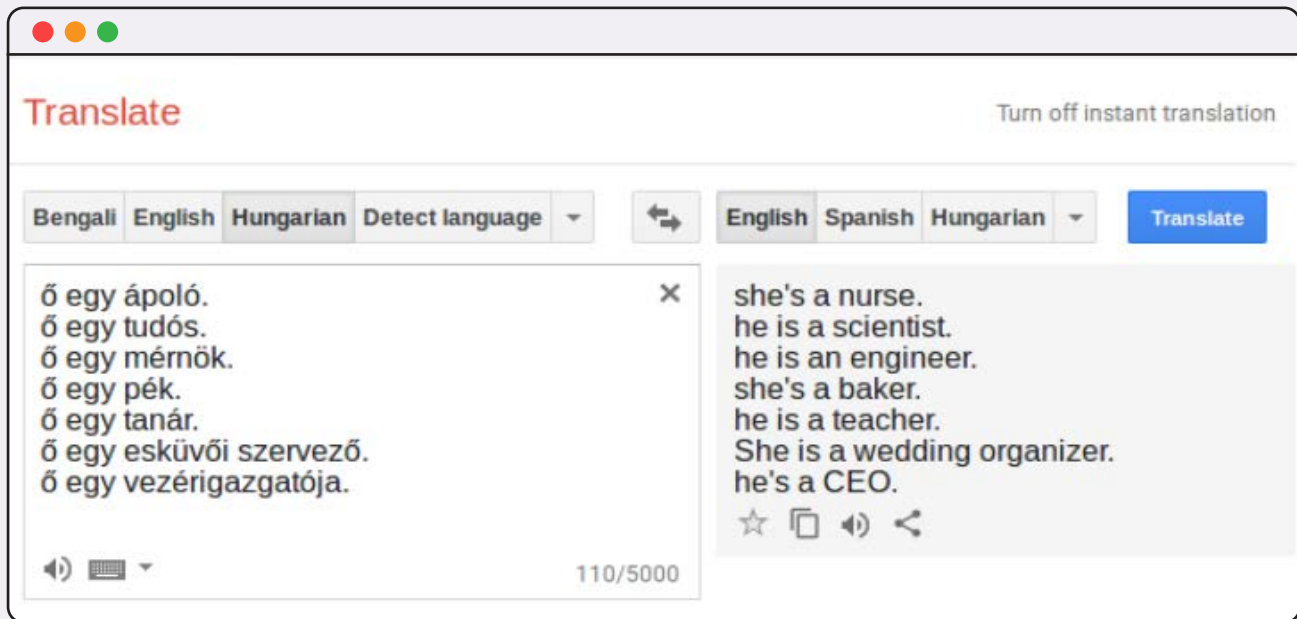 Translate
Turn off instant translation
Bengali English Hungarian Detect language
English Spanish Hungarian
Translate
ő egy ápoló.
ő egy tudós.
ő egy mérnök.
ő egy pék.
ő egy tanár.
ő egy esküvői szervező.
ő egy vezérigazgatója.
110/5000
she's a nurse.
he is a scientist.
he is an engineer.
she's a baker.
he is a teacher.
She is a wedding organizer.
he's a CEO.